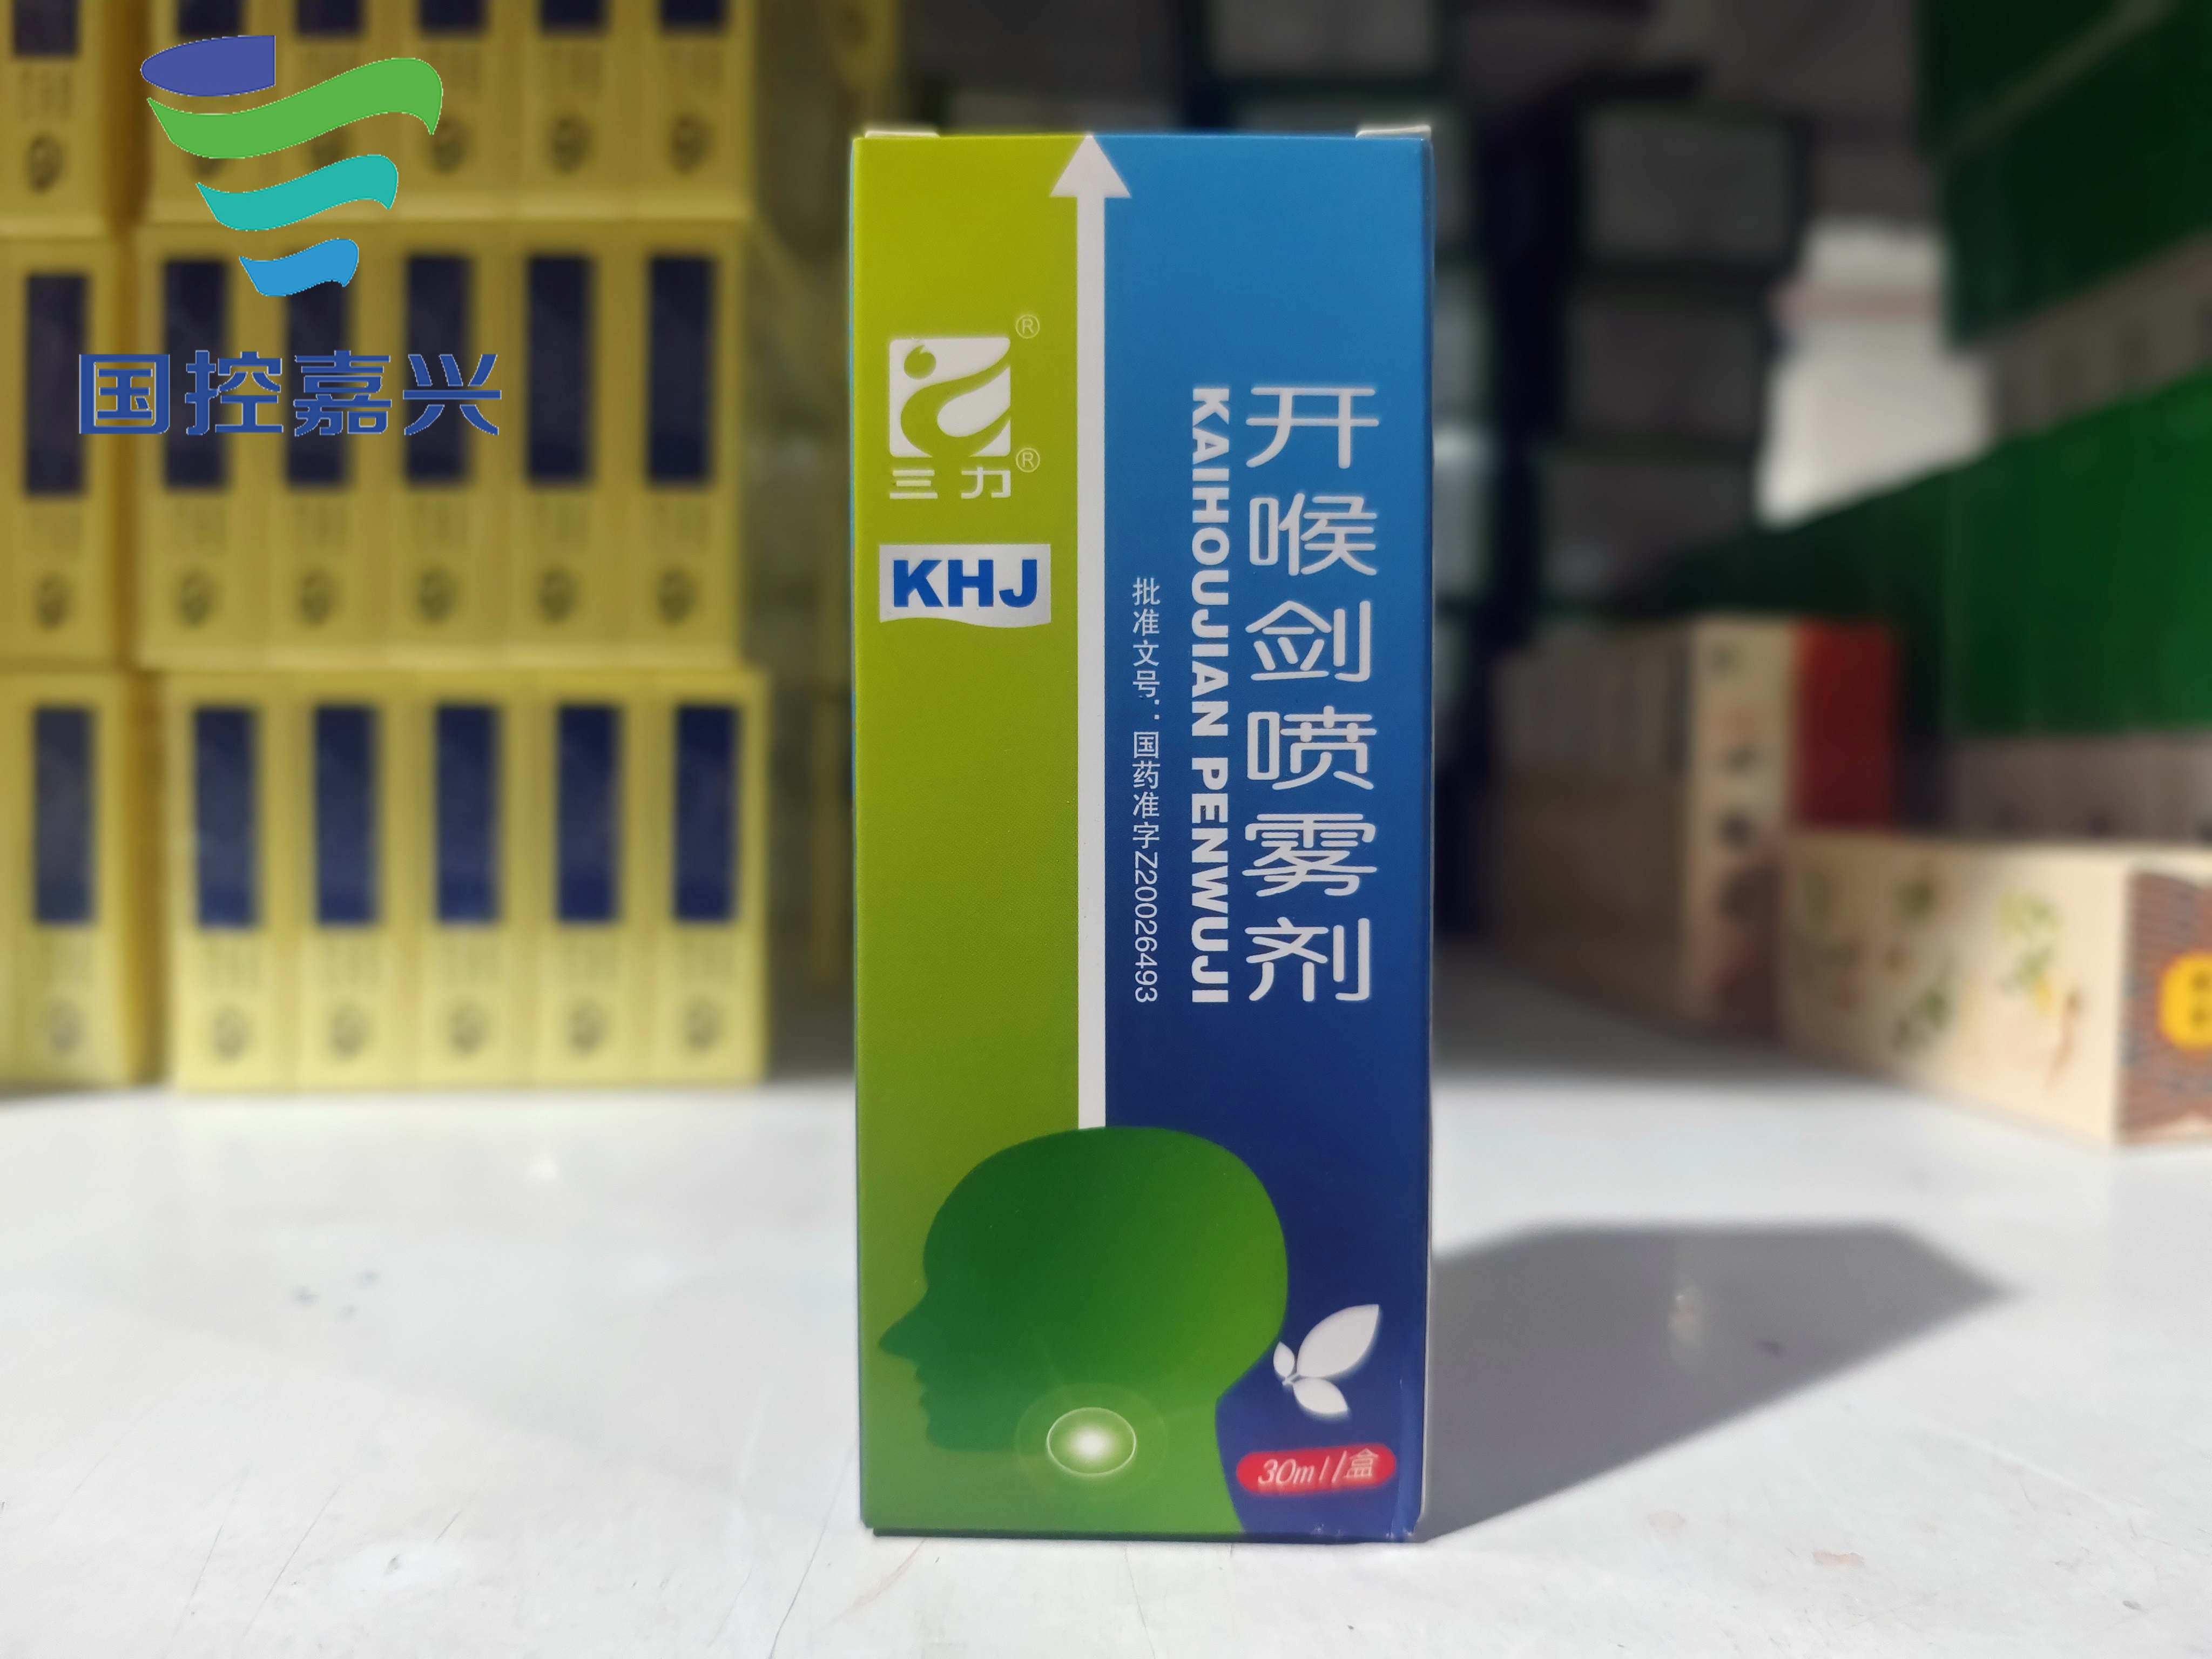 国控嘉兴
®
三力®
KHJ
开喉剑喷雾剂
KAIHOUJIAN PENWUJI
批准文号：国药准字Z20026493
30ml/盒